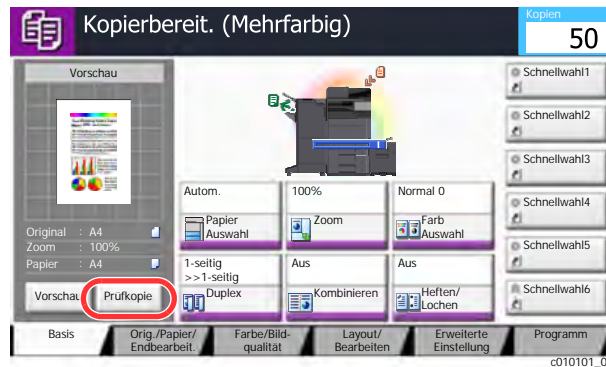 Kopierbereit. (Mehrfarbig)
Kopien
50
Vorschau
Original : A4
Zoom : 100%
Papier : A4
Vorschau
Prüfkopie
Autom.
Papier
Auswahl
100%
Zoom
Normal 0
Farb
Auswahl
1-seitig
>>1-seitig
Duplex
Aus
Kombinieren
Aus
Heften/
Lochen
Schnellwahl1
Schnellwahl2
Schnellwahl3
Schnellwahl4
Schnellwahl5
Schnellwahl6
Basis
Orig./Papier/
Endbearbeit.
Farbe/Bild-
qualität
Layout/
Bearbeiten
Erweiterte
Einstellung
Programm
c010101_0